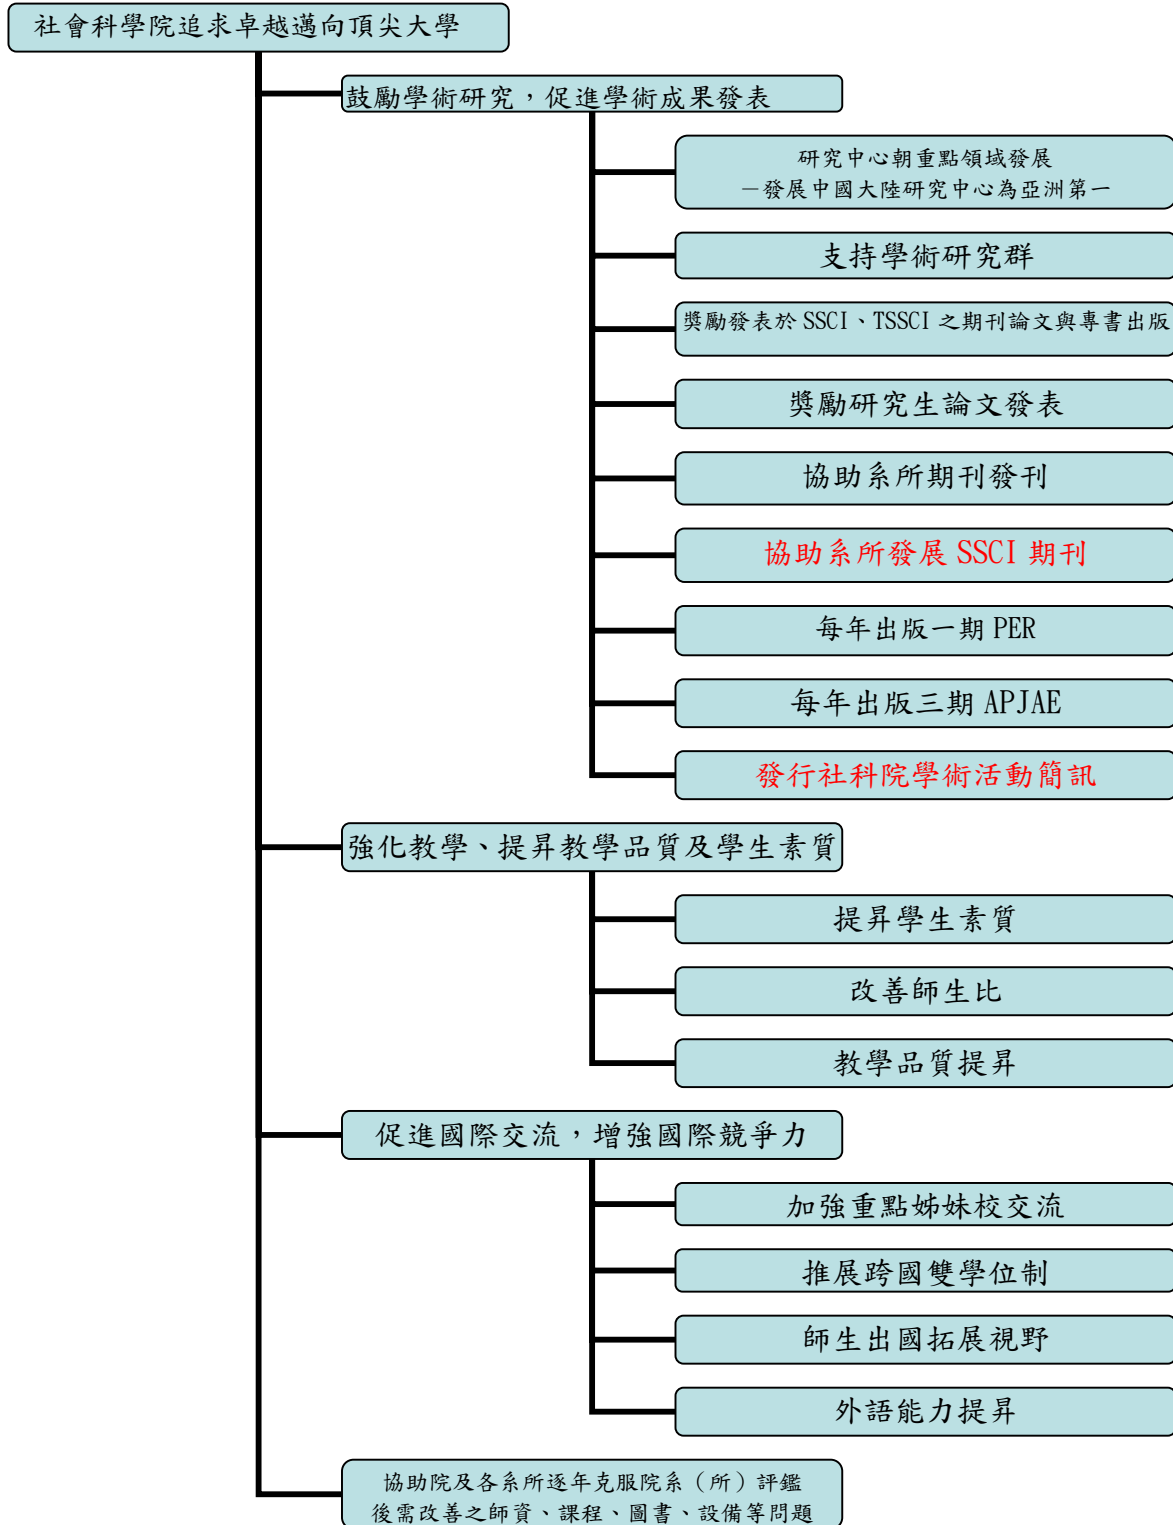 社會科學院追求卓越邁向頂尖大學
鼓勵學術研究，促進學術成果發表
研究中心朝重點領域發展
－發展中國大陸研究中心為亞洲第一
支持學術研究群
獎勵發表於 SSCI、TSSCI 之期刊論文與專書出版
獎勵研究生論文發表
協助系所期刊發刊
協助系所發展 SSCI 期刊
每年出版一期 PER
每年出版三期 APJAE
發行社科院學術活動簡訊
強化教學、提昇教學品質及學生素質
提昇學生素質
改善師生比
教學品質提昇
促進國際交流，增強國際競爭力
加強重點姊妹校交流
推展跨國雙學位制
師生出國拓展視野
外語能力提昇
協助院及各系所逐年克服院系（所）評鑑
後需改善之師資、課程、圖書、設備等問題